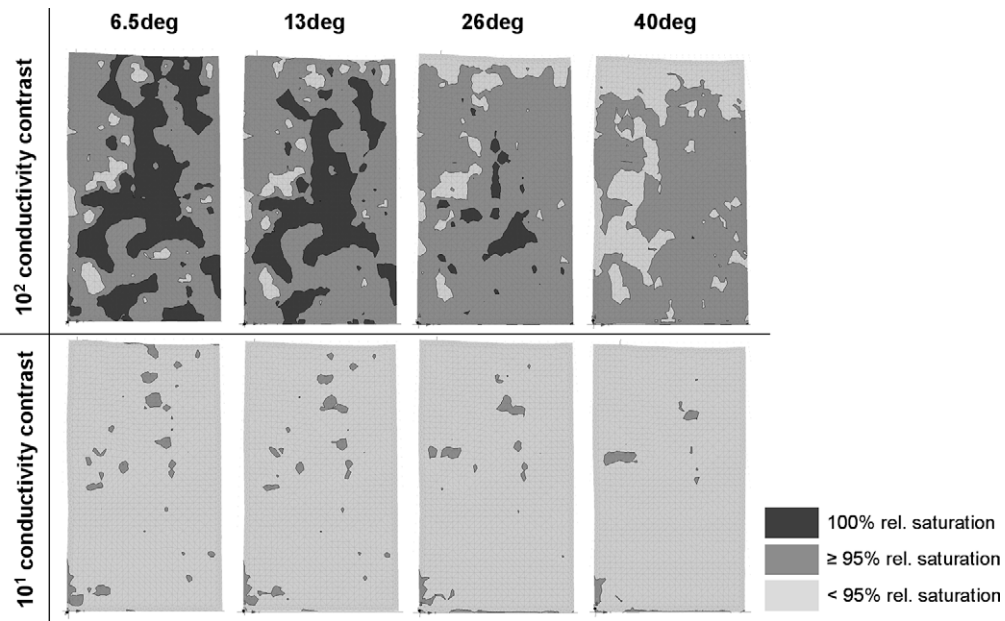 6.5deg 13deg 26deg 40deg
10² conductivity contrast
10¹ conductivity contrast
100% rel. saturation
≥ 95% rel. saturation
< 95% rel. saturation